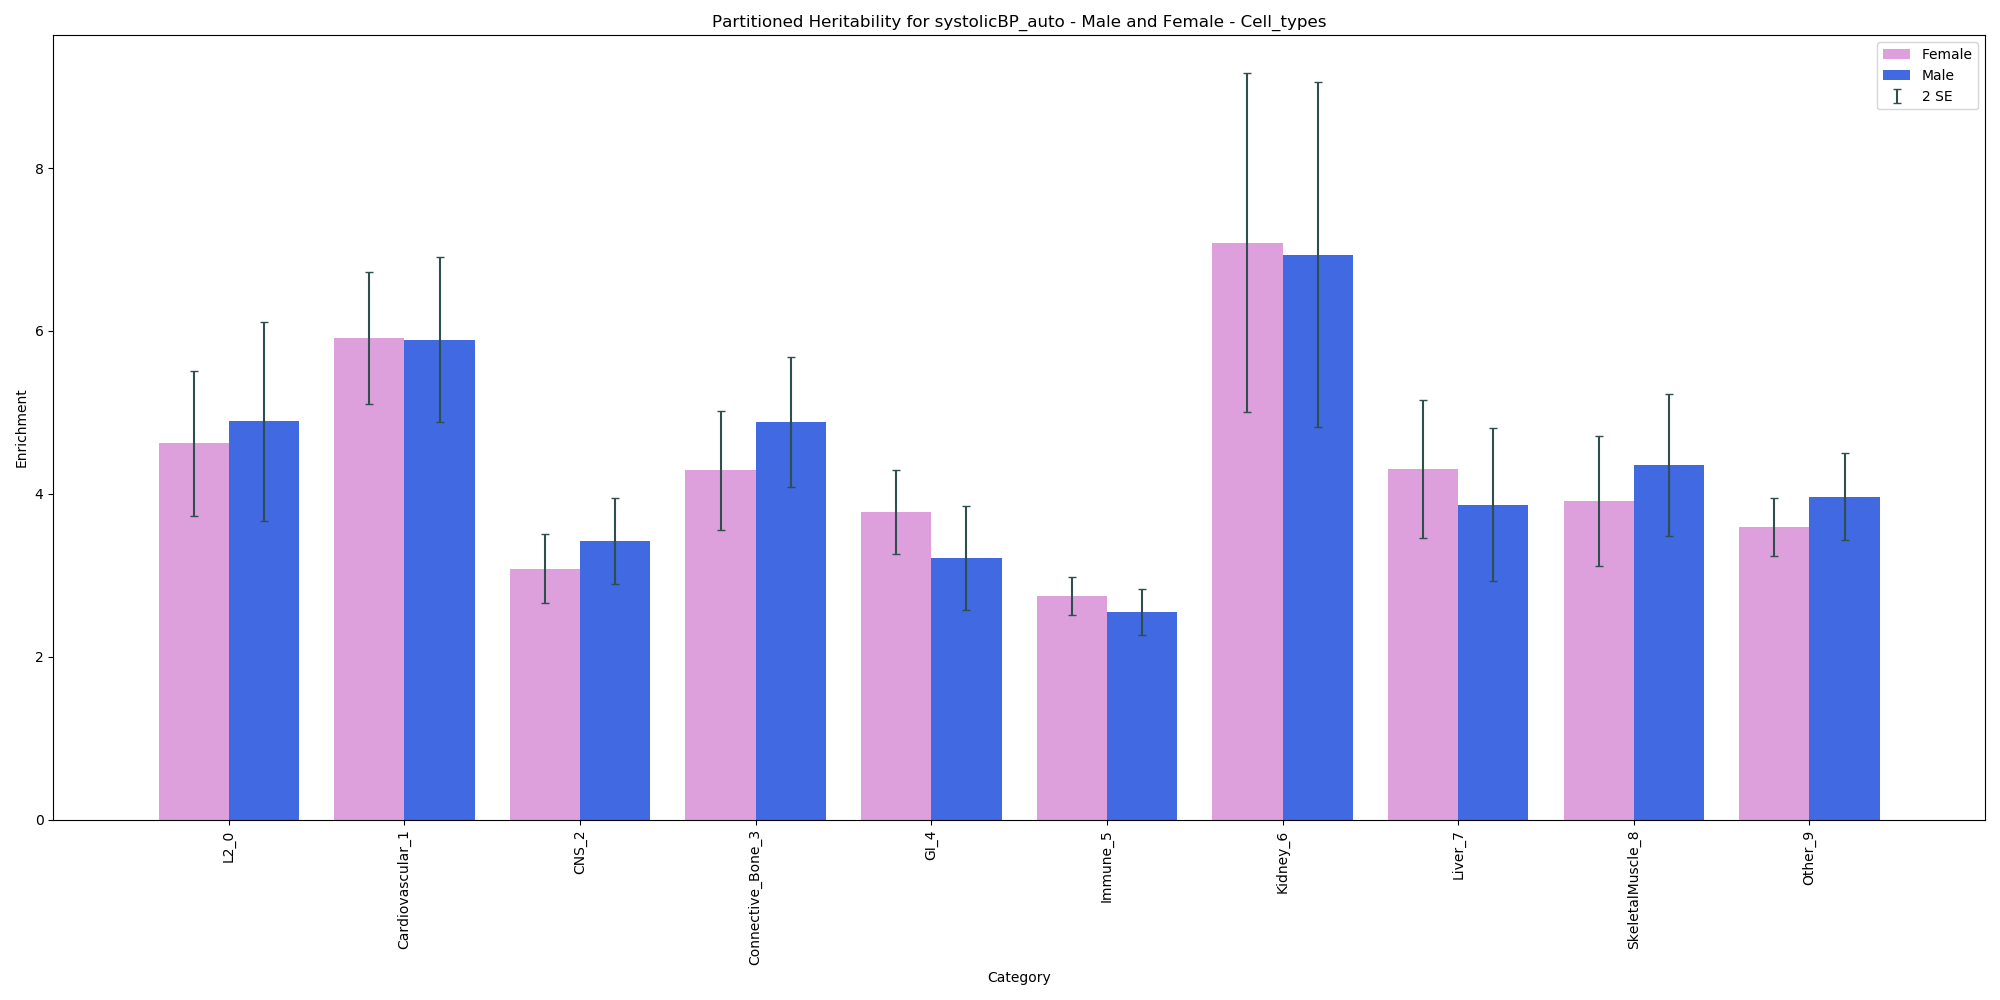 Partitioned Heritability for systolicBP_auto - Male and Female - Cell_types
Female
Male
2 SE
Enrichment
8
6
4
2
0
L2_0
Cardiovascular_1
CNS_2
Connective_Bone_3
GI_4
Immune_5
Kidney_6
Liver_7
SkeletalMuscle_8
Other_9
Category